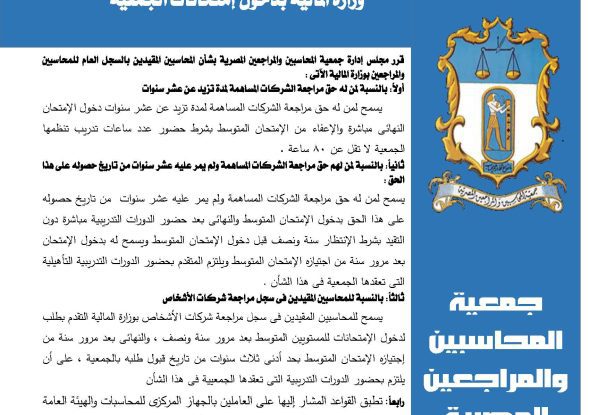 وزارة المالية بدخول إمتحانات الجمعية
قرر مجلس إدارة جمعية المحاسبين والمراجعين المصرية بشأن المحاسبين المقيدين بالسجل العام للمحاسبين
والمراجعين بوزارة المالية الأتى :
أولاً: بالنسبة لمن له حق مراجعة الشركات المساهمة لمدة تزيد عن عشر سنوات
يسمح لمن له حق مراجعة الشركات المساهمة لمدة تزيد عن عشر سنوات دخول الإمتحان
النهائى مباشرة والإعفاء من الإمتحان المتوسط بشرط حضور عدد ساعات تدريب تنظمها
الجمعية لا تقل عن ٨٠ ساعة .
ثانياً: بالنسبة لمن لهم حق مراجعة الشركات المساهمة ولم يمر عليه عشر سنوات من تاريخ حصوله على هذا
الحق :
يسمح لمن له حق مراجعة الشركات المساهمة ولم يمر عليه عشر سنوات من تاريخ حصوله
على هذا الحق بدخول الإمتحان المتوسط والنهائى بعد حضور الدورات التدريبية مباشرة دون
التقيد بشرط الإنتظار سنة ونصف قبل دخول الإمتحان المتوسط ويسمح له بدخول الإمتحان
بعد مرور سنة من اجتيازه الإمتحان المتوسط ويلتزم المتقدم بحضور الدورات التدريبية التأهيلية
التى تعقدها الجمعية فى هذا الشأن .
ثالثاً: بالنسبة للمحاسبين المقيدين فى سجل مراجعة شركات الأشخاص
يسمح للمحاسبين المقيدين فى سجل مراجعة شركات الأشخاص بوزارة المالية التقدم بطلب
لدخول الإمتحانات للمستويين المتوسط بعد مرور سنة ونصف ، والنهائى بعد مرور سنة من
إجتيازه الإمتحان المتوسط بحد أدنى ثلاث سنوات من تاريخ قبول طلبه بالجمعية ، على أن
يلتزم بحضور الدورات التدريبية التى تعقدها الجمعيية فى هذا الشأن
رابعاً: تطبق القواعد المشار إليها على العاملين بالجهاز المركزى للمحاسبات والهيئة العامة
جمعية المحاسبين والمراجعين المصرية
جمعية
المحاسبين
والمراجعين
المصرية